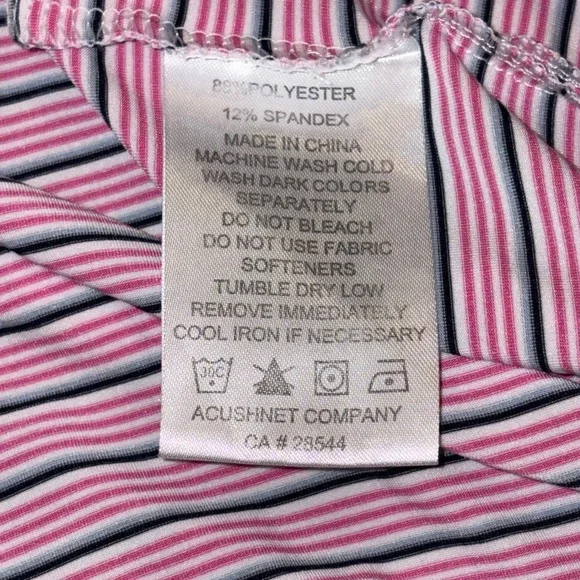 88% POLYESTER
12% SPANDEX
MADE IN CHINA
MACHINE WASH COLD
WASH DARK COLORS
SEPARATELY
DO NOT BLEACH
DO NOT USE FABRIC
SOFTENERS
TUMBLE DRY LOW
REMOVE IMMEDIATELY
COOL IRON IF NECESSARY
30C
ACUSHNET COMPANY
CA # 29544